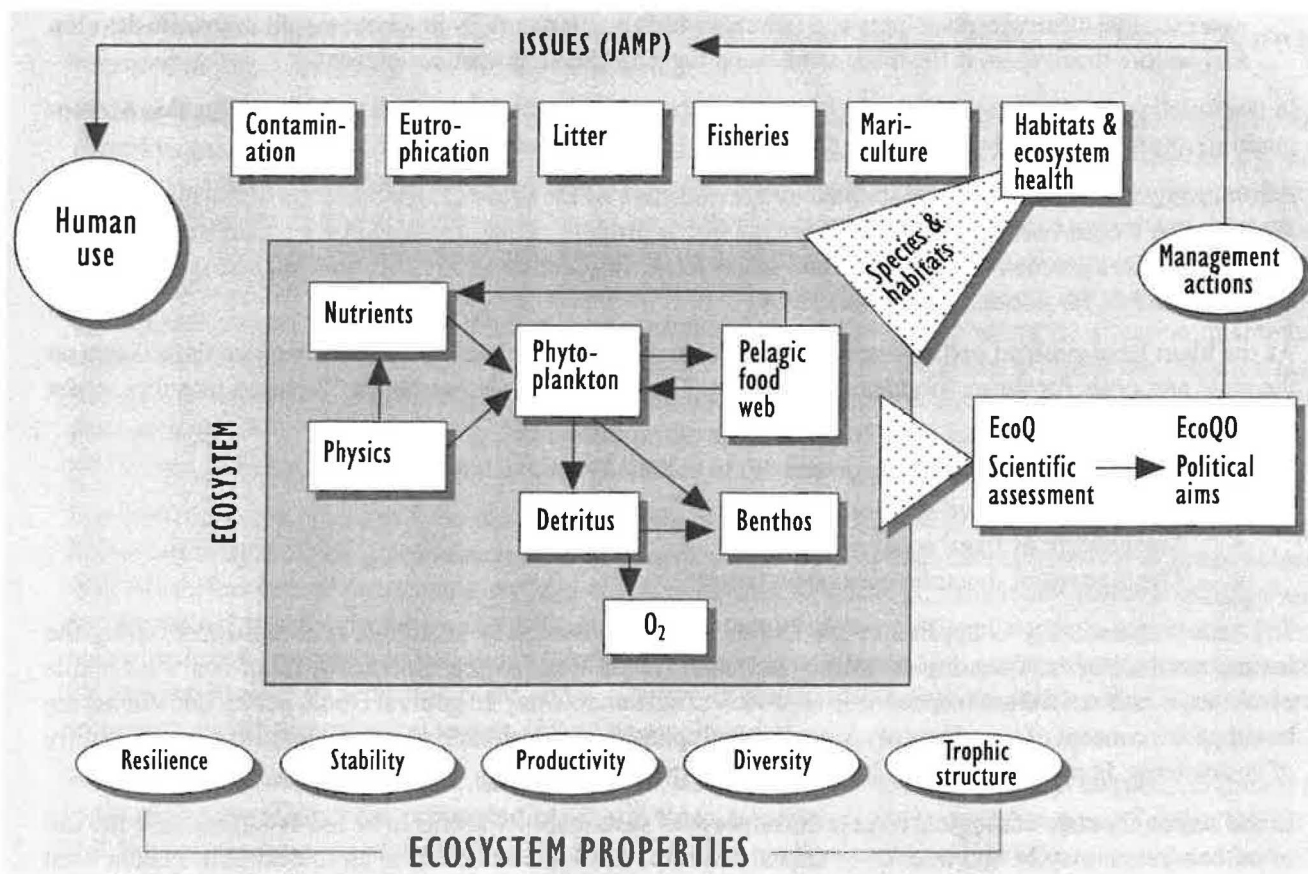 ISSUES (JAMP)
Contamin-
ation
Eutro-
phication
Litter
Fisheries
Mari-
culture
Habitats &
ecosystem
health
Human
use
Species &
habitats
Management
actions
ECOSYSTEM
Nutrients
Phyto-
plankton
Pelagic
food
web
Physics
Detritus
Benthos
O₂
EcoQ
Scientific
assessment
EcoQO
Political
aims
Resilience
Stability
Productivity
Diversity
Trophic
structure
ECOSYSTEM PROPERTIES